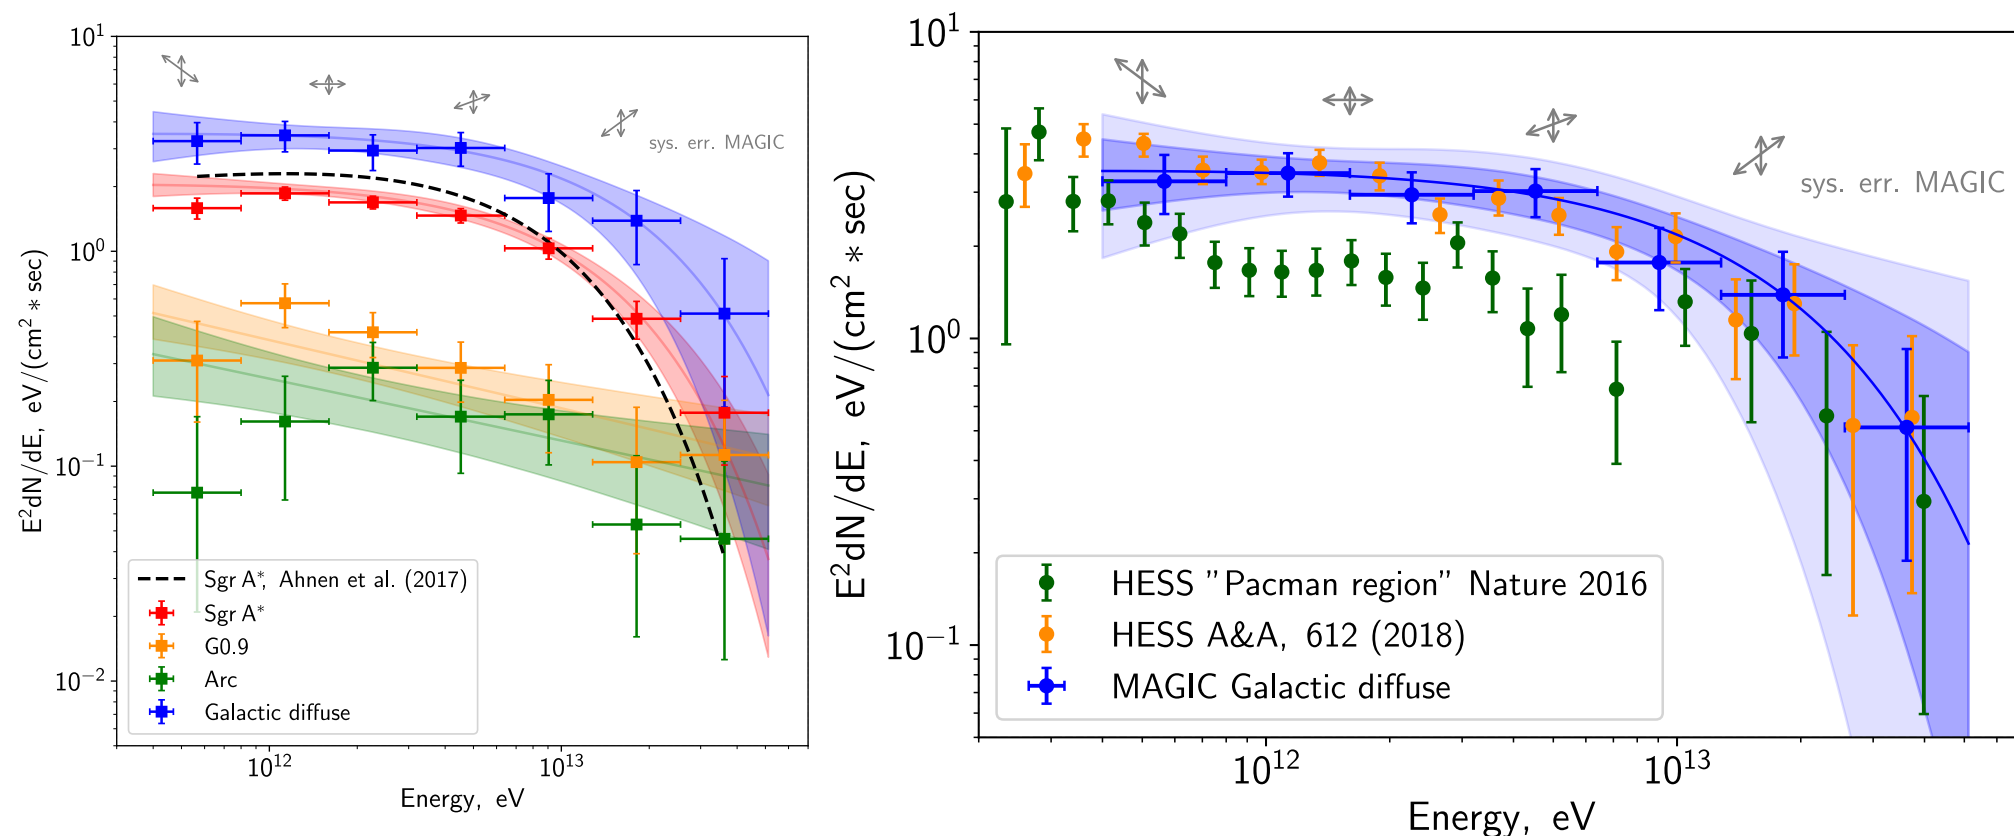 10^1
10^0
10^-1
10^-2
E^2dN/dE, eV/(cm^2 * sec)
sys. err. MAGIC
Sgr A*, Ahnen et al. (2017)
Sgr A*
G0.9
Arc
Galactic diffuse
10^12
10^13
Energy, eV
10^1
10^0
10^-1
E^2dN/dE, eV/(cm^2 * sec)
sys. err. MAGIC
HESS "Pacman region" Nature 2016
HESS A&A, 612 (2018)
MAGIC Galactic diffuse
10^12
10^13
Energy, eV